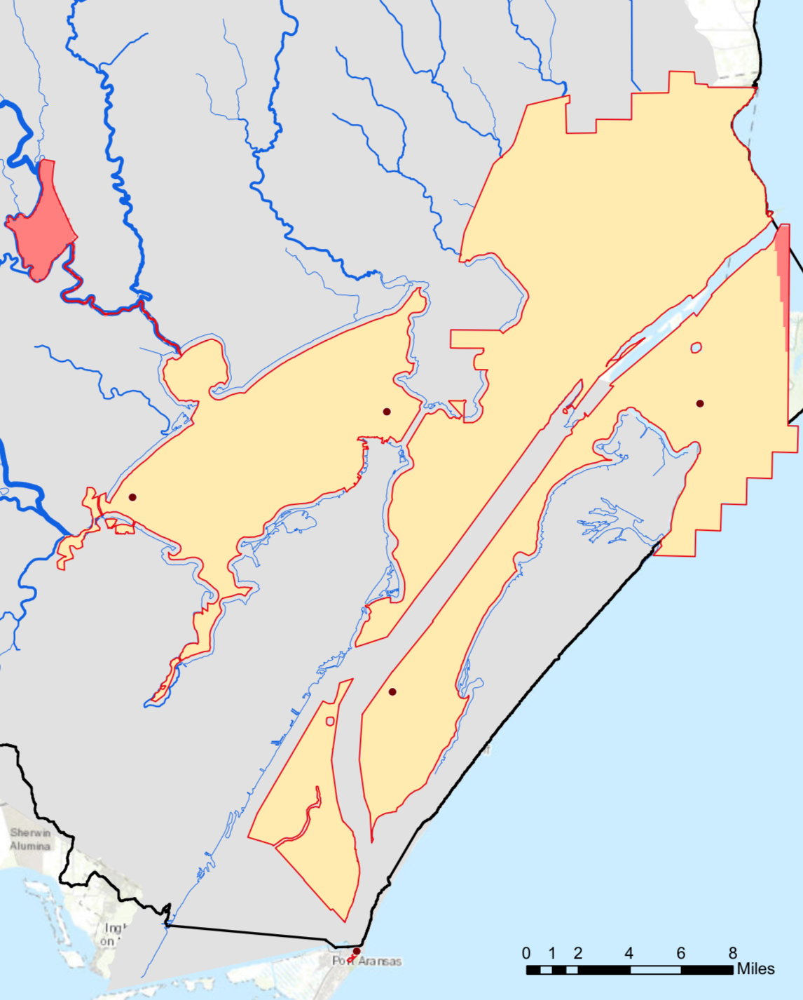 Sherwin
Alumina
Port Aransas
0 1 2 4 6 8
Miles